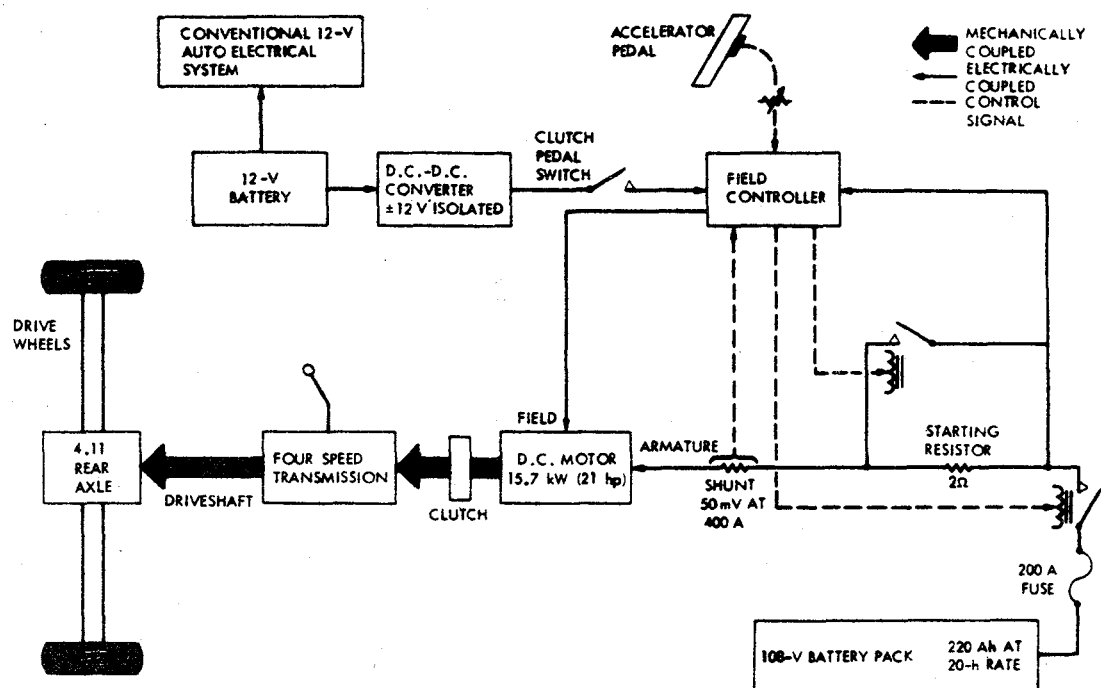 CONVENTIONAL 12-V
AUTO ELECTRICAL
SYSTEM
ACCELERATOR
PEDAL
MECHANICALLY
COUPLED
ELECTRICALLY
COUPLED
CONTROL
SIGNAL
12-V
BATTERY
D.C.-D.C.
CONVERTER
±12 V ISOLATED
CLUTCH
PEDAL
SWITCH
FIELD
CONTROLLER
DRIVE
WHEELS
4.11
REAR
AXLE
DRIVESHAFT
FOUR SPEED
TRANSMISSION
CLUTCH
FIELD
D.C. MOTOR
15.7 kW (21 hp)
ARMATURE
SHUNT
50 mV AT
400 A
STARTING
RESISTOR
2Ω
200 A
FUSE
108-V BATTERY PACK
220 Ah AT
20-h RATE